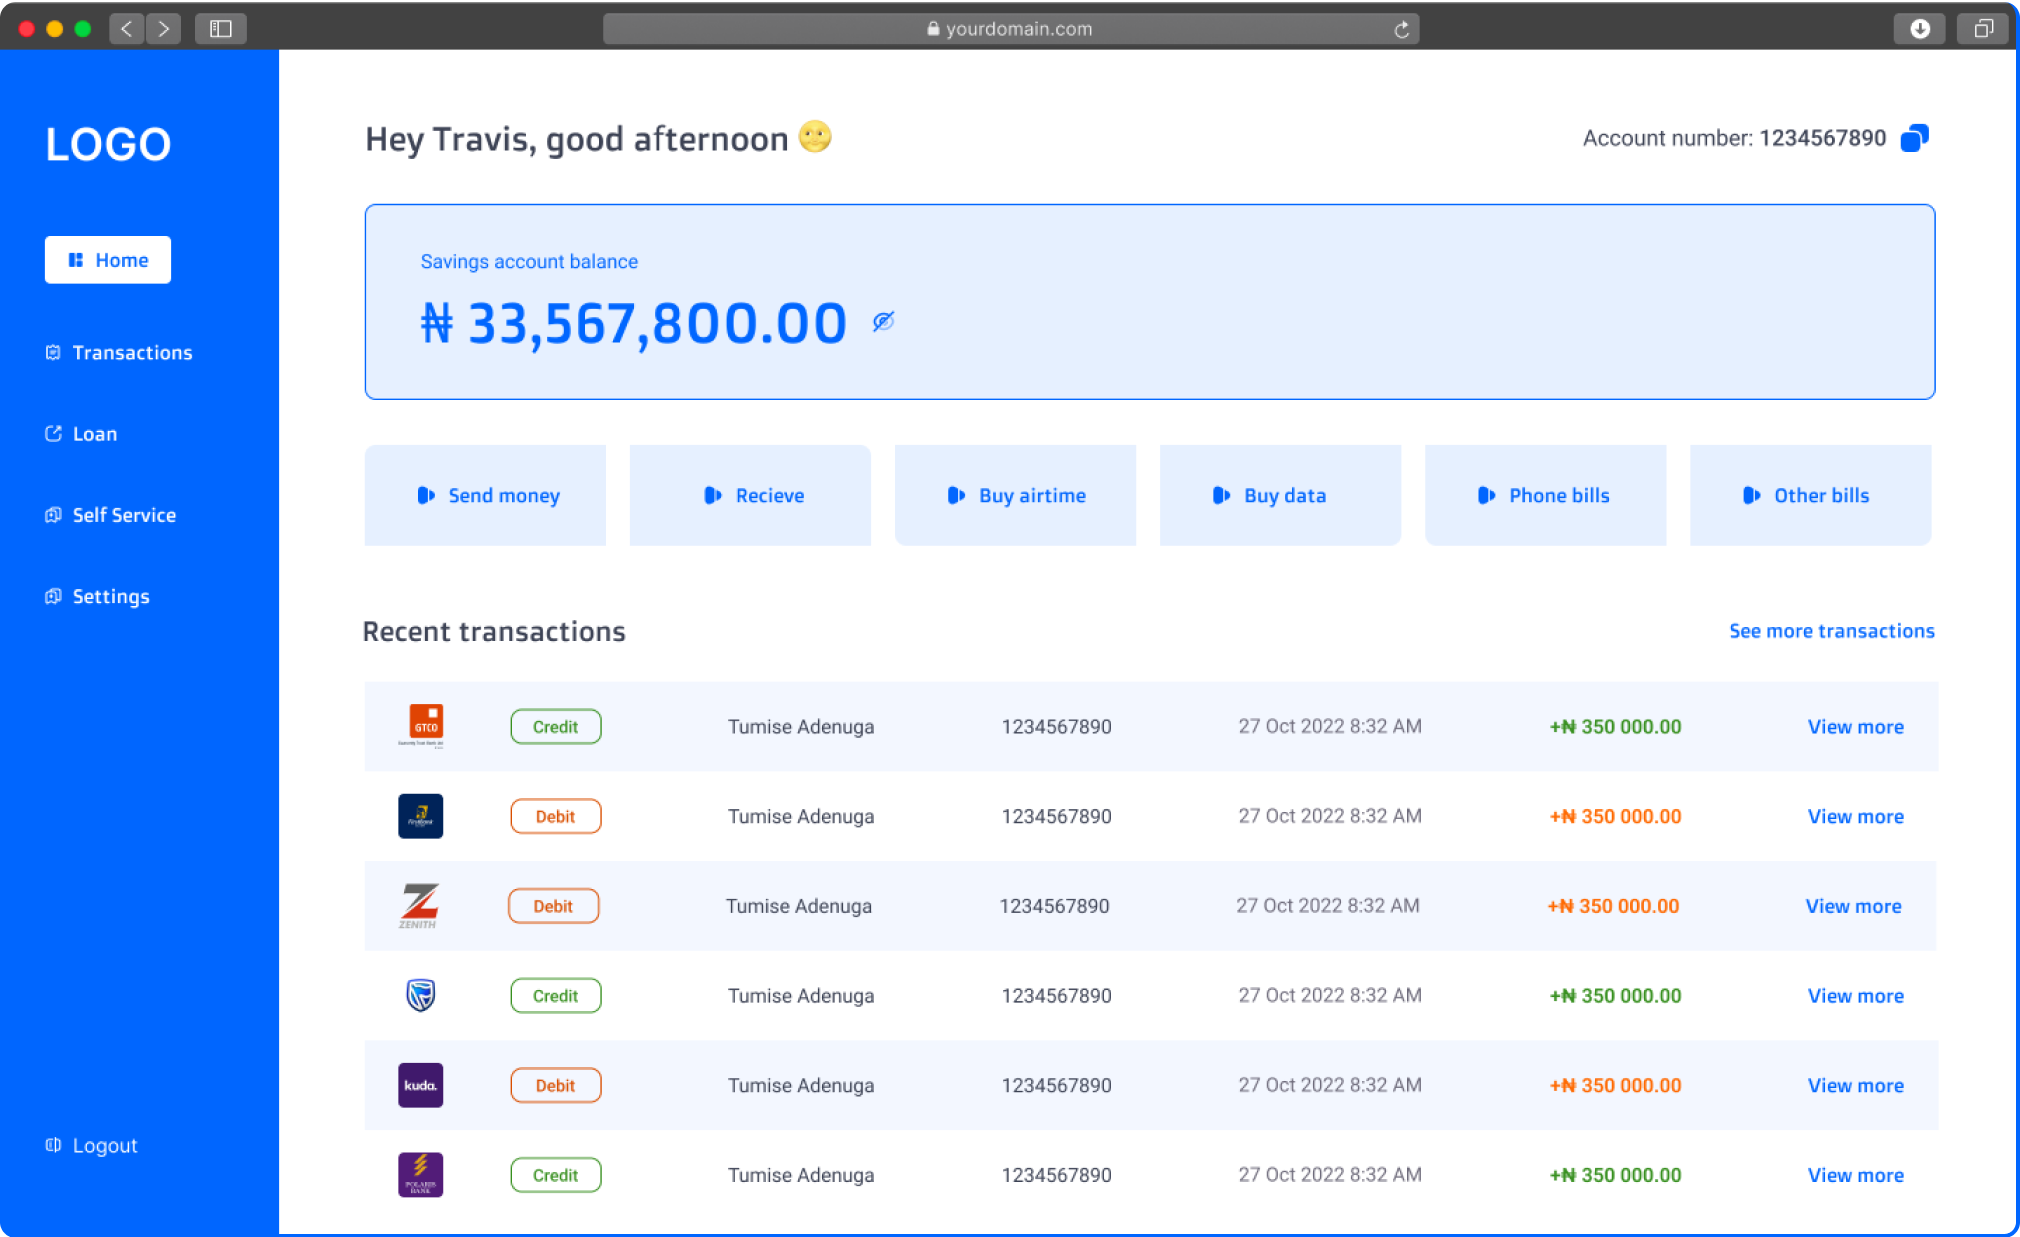 yourdomain.com
LOGO
Hey Travis, good afternoon
Account number: 1234567890
Home
Savings account balance
₦ 33,567,800.00
Transactions
Loan
Self Service
Settings
Logout
Send money
Recieve
Buy airtime
Buy data
Phone bills
Other bills
Recent transactions
See more transactions
GTCO
Credit Tumise Adenuga 1234567890 27 Oct 2022 8:32 AM +₦ 350 000.00 View more
FirstBank
Debit Tumise Adenuga 1234567890 27 Oct 2022 8:32 AM +₦ 350 000.00 View more
ZENITH
Debit Tumise Adenuga 1234567890 27 Oct 2022 8:32 AM +₦ 350 000.00 View more
Credit Tumise Adenuga 1234567890 27 Oct 2022 8:32 AM +₦ 350 000.00 View more
kuda.
Debit Tumise Adenuga 1234567890 27 Oct 2022 8:32 AM +₦ 350 000.00 View more
POLARIS
BANK
Credit Tumise Adenuga 1234567890 27 Oct 2022 8:32 AM +₦ 350 000.00 View more